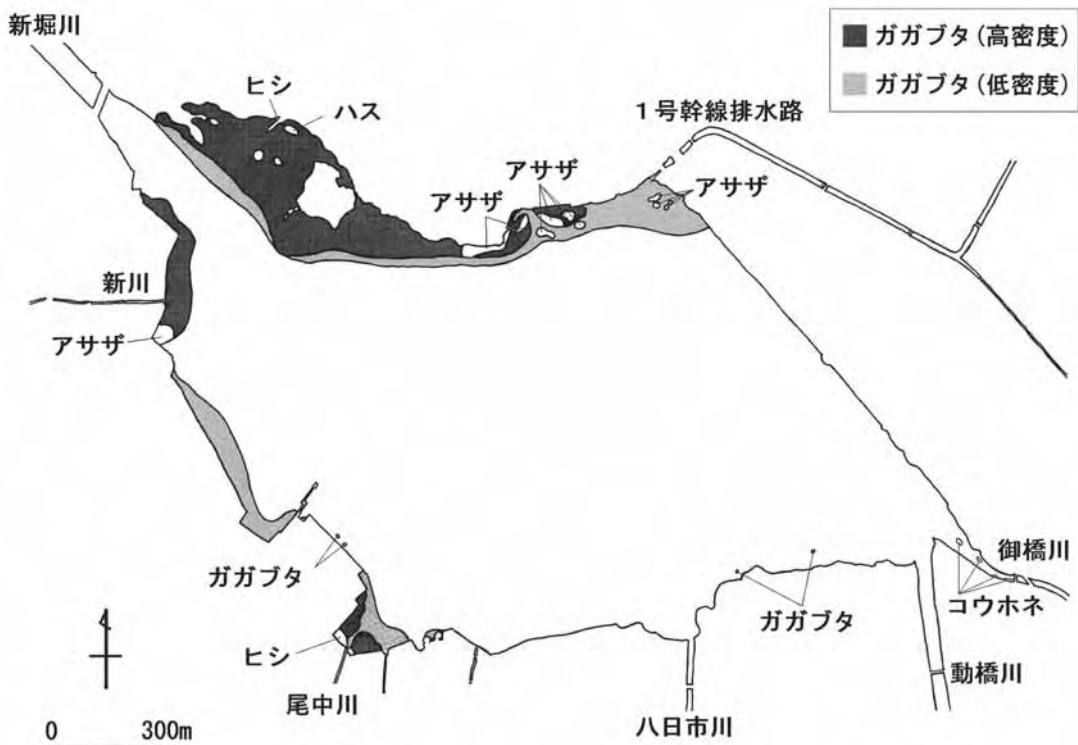 新堀川
ガガブタ(高密度)
ガガブタ(低密度)
ヒシ
ハス
1号幹線排水路
アサザ
アサザ
アサザ
新川
アサザ
ガガブタ
ヒシ
尾中川
八日市川
ガガブタ
御橋川
コウホネ
動橋川
0 300m